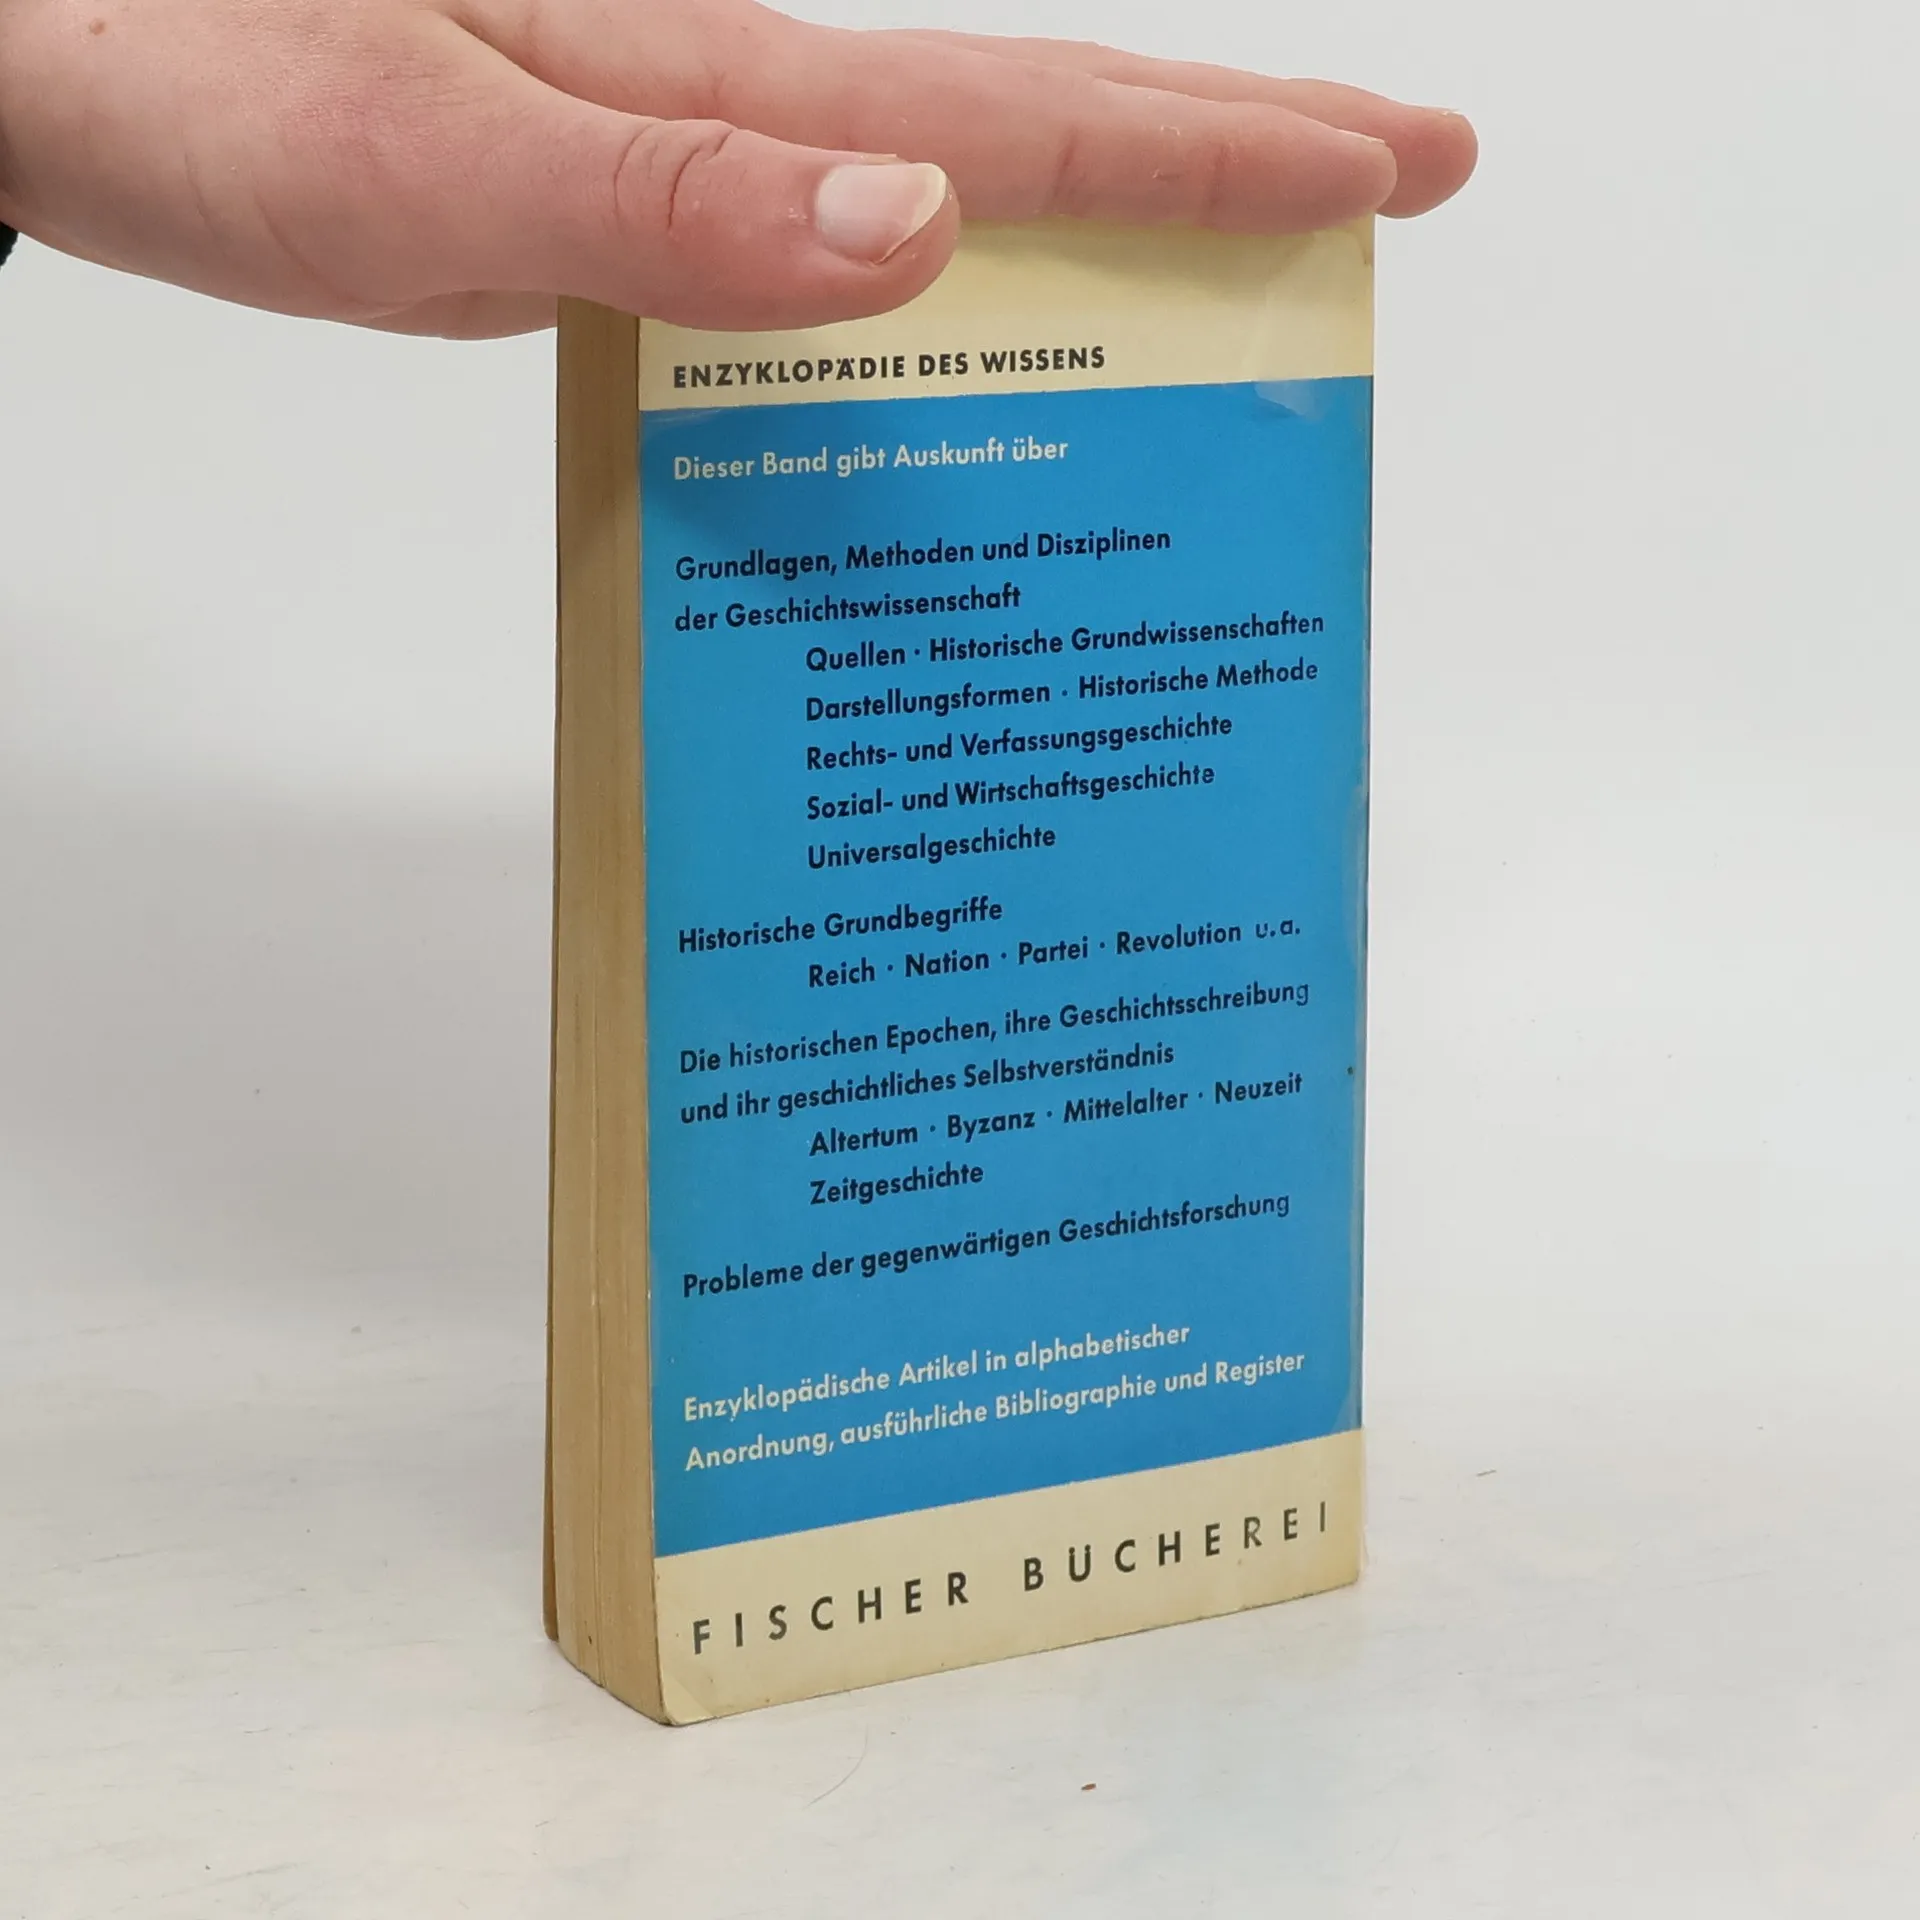 ENZYKLOPÄDIE DES WISSENS
Dieser Band gibt Auskunft über
Grundlagen, Methoden und Disziplinen
der Geschichtswissenschaft
Quellen · Historische Grundwissenschaften
Darstellungsformen · Historische Methode
Rechts- und Verfassungsgeschichte
Sozial- und Wirtschaftsgeschichte
Universalgeschichte
Historische Grundbegriffe
Reich · Nation · Partei · Revolution u.a.
Die historischen Epochen, ihre Geschichtsschreibung
und ihr geschichtliches Selbstverständnis
Altertum · Byzanz · Mittelalter · Neuzeit
Zeitgeschichte
Probleme der gegenwärtigen Geschichtsforschung
Enzyklopädische Artikel in alphabetischer
Anordnung, ausführliche Bibliographie und Register
FISCHER BÜCHEREI